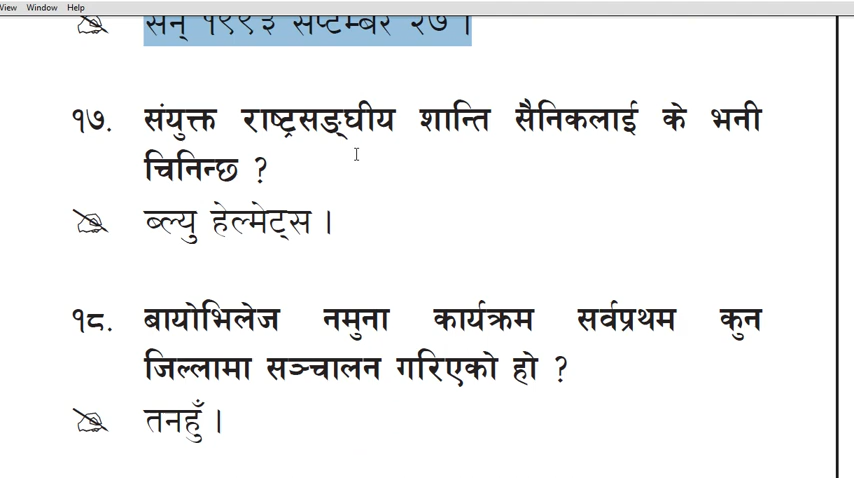 View Window Help
सन् १९९३ सेप्टेम्बर २७ ।
१७. संयुक्त राष्ट्रसङ्घीय शान्ति सैनिकलाई के भनी
चिनिन्छ ?
ब्ल्यु हेल्मेट्स ।
१८. बायोभिलेज नमुना कार्यक्रम सर्वप्रथम कुन
जिल्लामा सञ्चालन गरिएको हो ?
तनहुँ ।